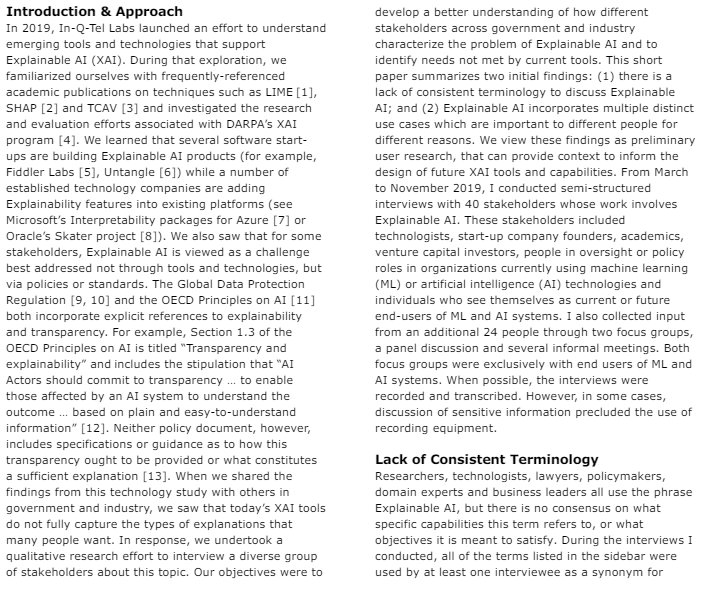 Introduction & Approach
In 2019, In-Q-Tel Labs launched an effort to understand
emerging tools and technologies that support
Explainable AI (XAI). During that exploration, we
familiarized ourselves with frequently-referenced
academic publications on techniques such as LIME [1],
SHAP [2] and TCAV [3] and investigated the research
and evaluation efforts associated with DARPA's XAI
program [4]. We learned that several software start-
ups are building Explainable AI products (for example,
Fiddler Labs [5], Untangle [6]) while a number of
established technology companies are adding
Explainability features into existing platforms (see
Microsoft's Interpretability packages for Azure [7] or
Oracle's Skater project [8]). We also saw that for some
stakeholders, Explainable AI is viewed as a challenge
best addressed not through tools and technologies, but
via policies or standards. The Global Data Protection
Regulation [9, 10] and the OECD Principles on AI [11]
both incorporate explicit references to explainability
and transparency. For example, Section 1.3 of the
OECD Principles on AI is titled “Transparency and
explainability” and includes the stipulation that “AI
Actors should commit to transparency … to enable
those affected by an AI system to understand the
outcome … based on plain and easy-to-understand
information” [12]. Neither policy document, however,
includes specifications or guidance as to how this
transparency ought to be provided or what constitutes
a sufficient explanation [13]. When we shared the
findings from this technology study with others in
government and industry, we saw that today's XAI tools
do not fully capture the types of explanations that
many people want. In response, we undertook a
qualitative research effort to interview a diverse group
of stakeholders about this topic. Our objectives were to
develop a better understanding of how different
stakeholders across government and industry
characterize the problem of Explainable AI and to
identify needs not met by current tools. This short
paper summarizes two initial findings: (1) there is a
lack of consistent terminology to discuss Explainable
AI; and (2) Explainable AI incorporates multiple distinct
use cases which are important to different people for
different reasons. We view these findings as preliminary
user research, that can provide context to inform the
design of future XAI tools and capabilities. From March
to November 2019, I conducted semi-structured
interviews with 40 stakeholders whose work involves
Explainable AI. These stakeholders included
technologists, start-up company founders, academics,
venture capital investors, people in oversight or policy
roles in organizations currently using machine learning
(ML) or artificial intelligence (AI) technologies and
individuals who see themselves as current or future
end-users of ML and AI systems. I also collected input
from an additional 24 people through two focus groups,
a panel discussion and several informal meetings. Both
focus groups were exclusively with end users of ML and
AI systems. When possible, the interviews were
recorded and transcribed. However, in some cases,
discussion of sensitive information precluded the use of
recording equipment.
Lack of Consistent Terminology
Researchers, technologists, lawyers, policymakers,
domain experts and business leaders all use the phrase
Explainable AI, but there is no consensus on what
specific capabilities this term refers to, or what
objectives it is meant to satisfy. During the interviews I
conducted, all of the terms listed in the sidebar were
used by at least one interviewee as a synonym for